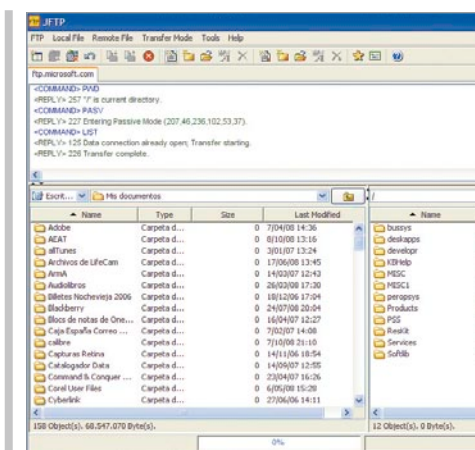 JFTP
FTP Local File Remote File Transfer Mode Tools Help
ftp.microsoft.com
<COMMAND> PWD
<REPLY> 257 "/" is current directory.
<COMMAND> PASV
<REPLY> 227 Entering Passive Mode (207,46,236,102,53,37).
<COMMAND> LIST
<REPLY> 125 Data connection already open; Transfer starting.
<REPLY> 226 Transfer complete.
Escrit... Mis documentos /
Name Type Size Last Modified Name
Adobe Carpeta d... 0 7/04/08 14:36 bussys
AEAT Carpeta d... 0 8/10/08 13:16 deskapps
allTunes Carpeta d... 0 3/01/07 13:24 developr
Archivos de LifeCam Carpeta d... 0 17/06/08 13:45 KBHelp
ArmA Carpeta d... 0 14/03/07 12:43 MISC
Audiolibros Carpeta d... 0 26/03/08 17:30 MISC1
Billetes Nochevieja 2006 Carpeta d... 0 18/12/06 17:04 peropsys
Blackberry Carpeta d... 0 24/07/08 20:04 Products
Blocs de notas de One... Carpeta d... 0 16/04/07 12:27 PSS
Caja España Correo ... Carpeta d... 0 7/02/07 14:08 ResKit
calibre Carpeta d... 0 7/10/08 21:10 Services
Capturas Retina Carpeta d... 0 14/11/06 18:54 Softlib
Catalogador Data Carpeta d... 0 14/09/07 12:55
Command & Conquer ... Carpeta d... 0 23/04/07 16:26
Corel User Files Carpeta d... 0 6/05/08 15:28
Cyberlink Carpeta d... 0 27/06/06 14:11
158 Object(s). 68.547.070 Byte(s). 12 Object(s). 0 Byte(s).
0%